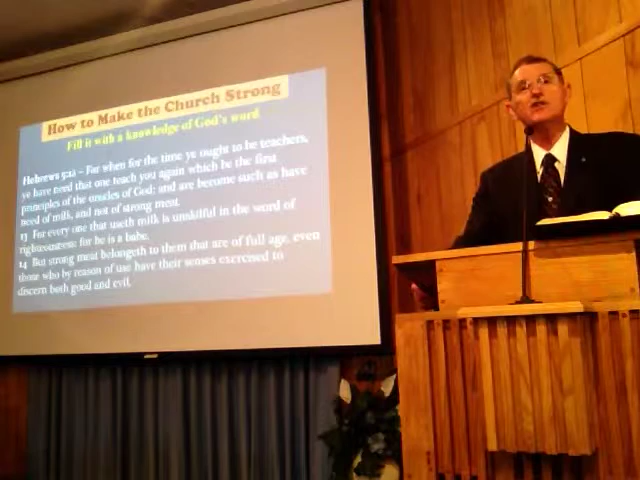 How to Make the Church Strong
Fill it with a knowledge of God's word
Hebrews 5:12 – For when for the time ye ought to be teachers,
ye have need that one teach you again which be the first
principles of the oracles of God; and are become such as have
need of milk, and not of strong meat.
13 For every one that useth milk is unskilful in the word of
righteousness: for he is a babe.
14 But strong meat belongeth to them that are of full age, even
those who by reason of use have their senses exercised to
discern both good and evil.